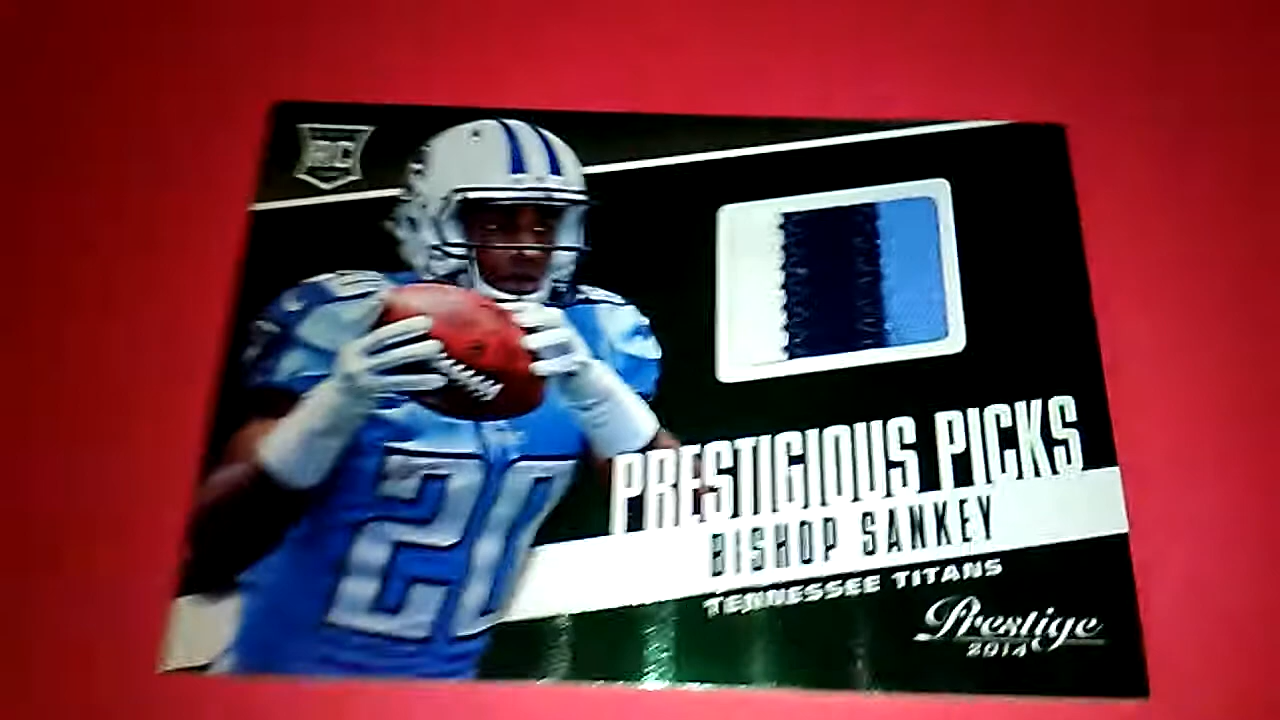 RC
PRESTIGIOUS PICKS
BISHOP SANKEY
TENNESSEE TITANS
Prestige
2014
20